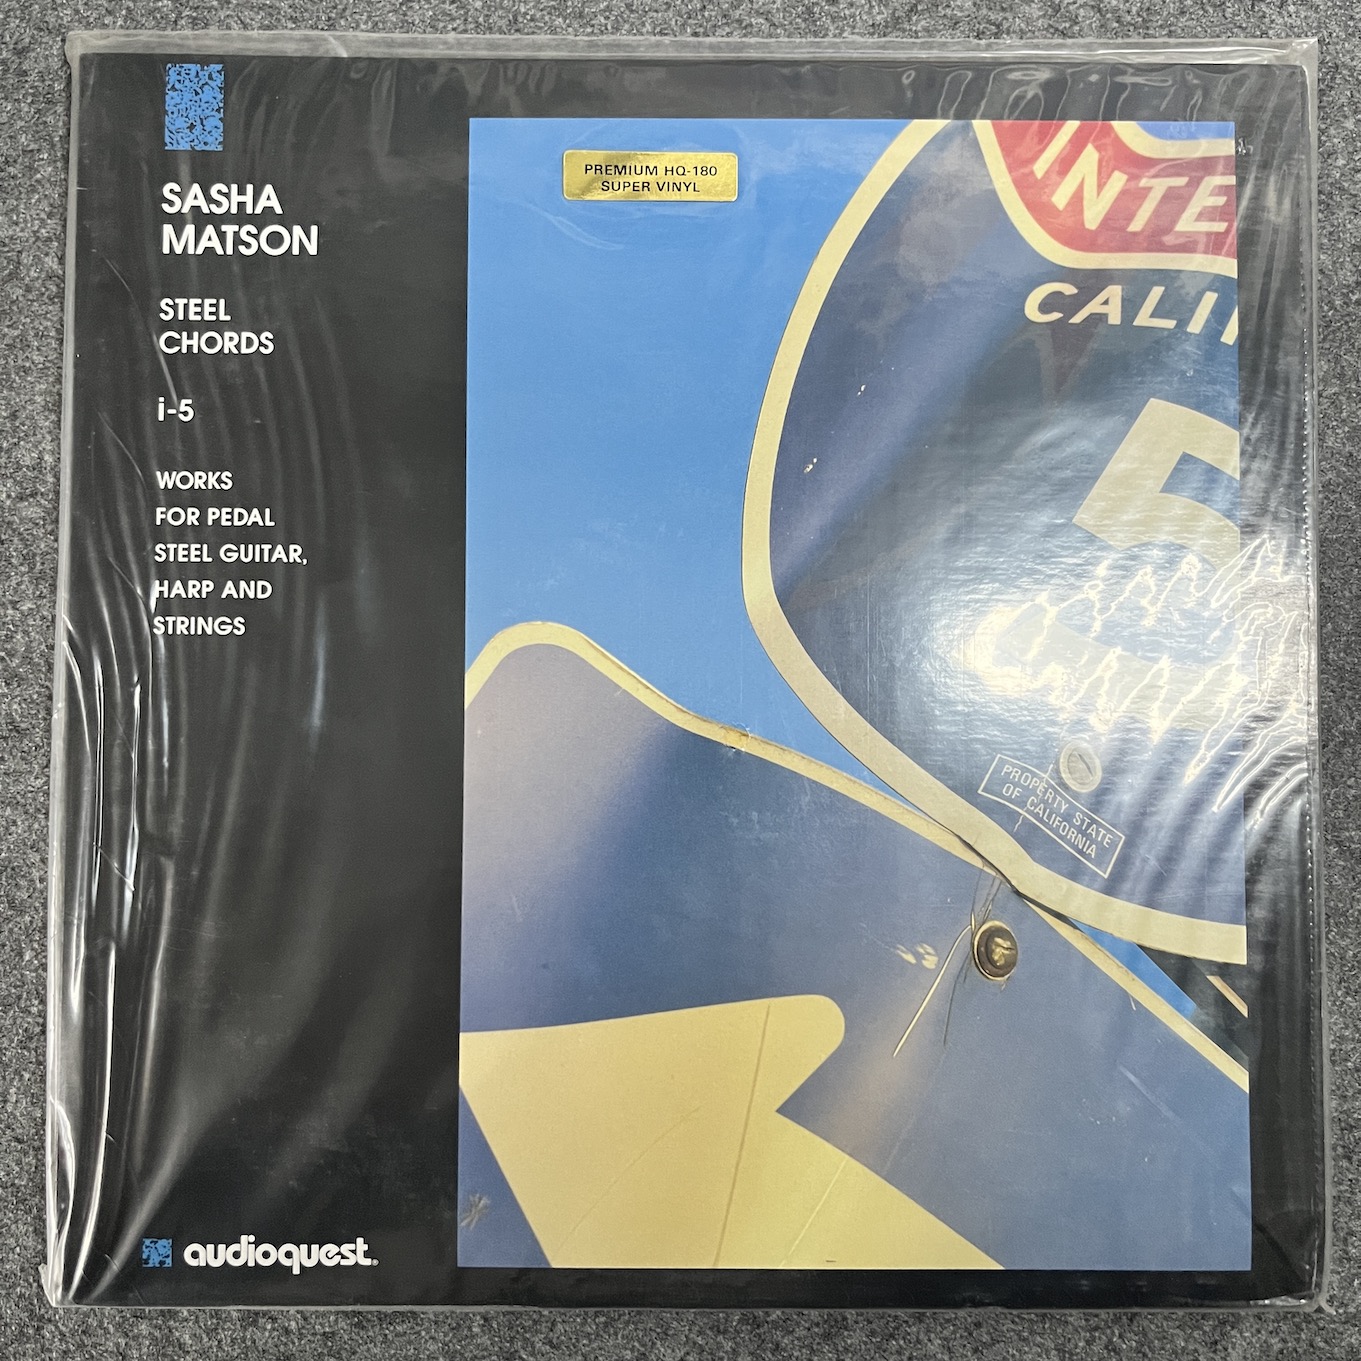 SASHA
MATSON
STEEL
CHORDS
i-5
WORKS
FOR PEDAL
STEEL GUITAR,
HARP AND
STRINGS
audioquest®
PREMIUM HQ-180
SUPER VINYL
INTE
CALIF
5
PROPERTY STATE
OF CALIFORNIA